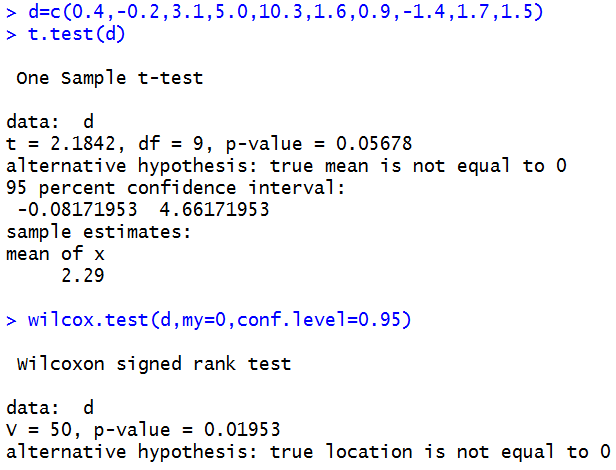 > d=c(0.4,-0.2,3.1,5.0,10.3,1.6,0.9,-1.4,1.7,1.5)
> t.test(d)
One Sample t-test
data:  d
t = 2.1842, df = 9, p-value = 0.05678
alternative hypothesis: true mean is not equal to 0
95 percent confidence interval:
-0.08171953  4.66171953
sample estimates:
mean of x
2.29
> wilcox.test(d,my=0,conf.level=0.95)
Wilcoxon signed rank test
data:  d
V = 50, p-value = 0.01953
alternative hypothesis: true location is not equal to 0